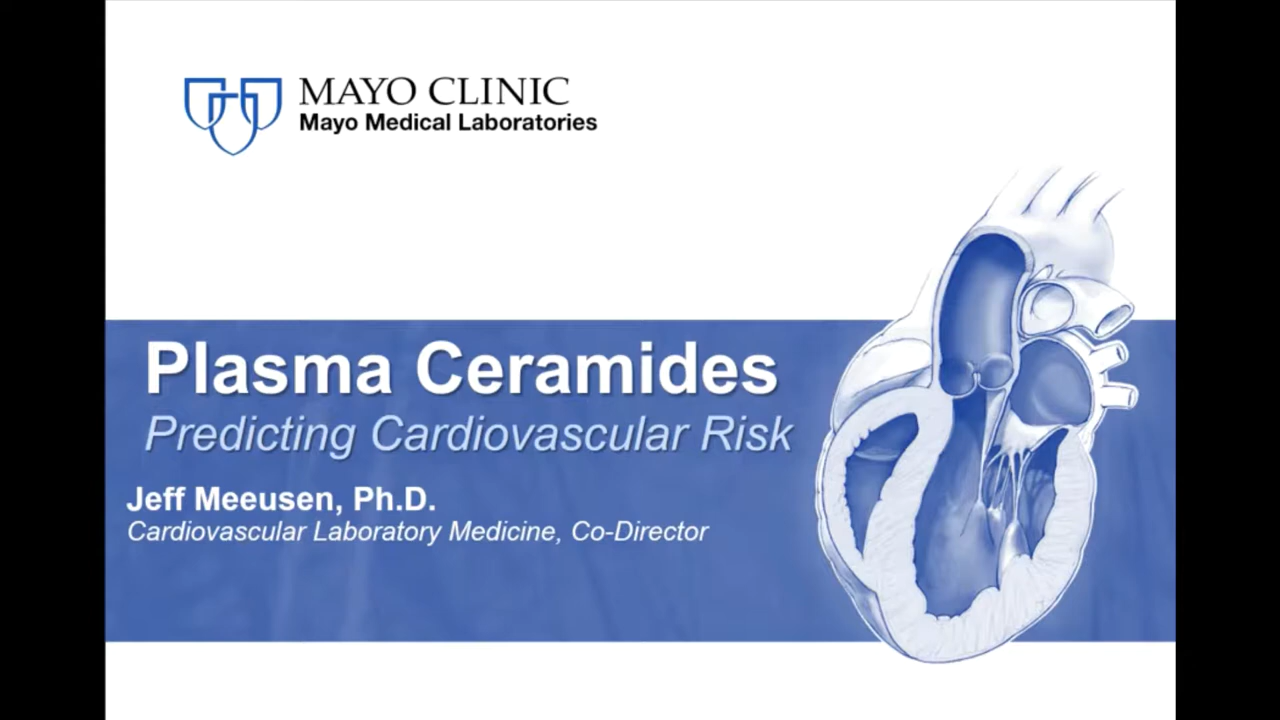 MAYO CLINIC
Mayo Medical Laboratories
Plasma Ceramides
Predicting Cardiovascular Risk
Jeff Meeusen, Ph.D.
Cardiovascular Laboratory Medicine, Co-Director